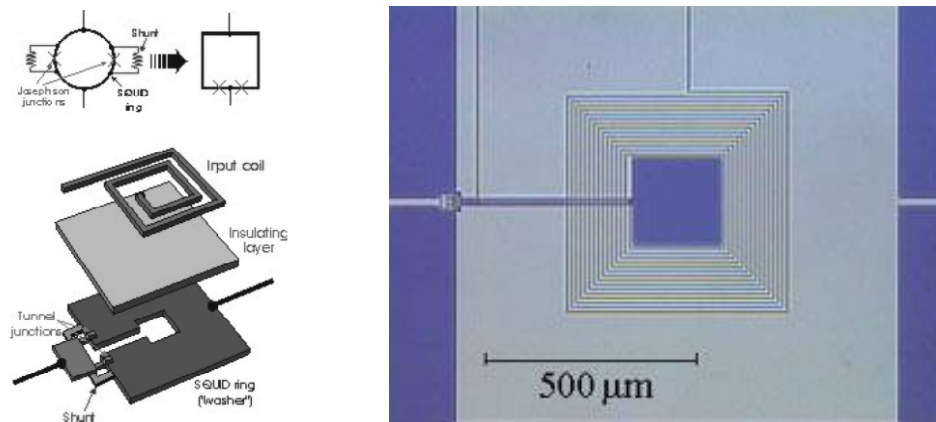 Shunt
Josephson
junctions
SQUID
ring
Input coil
Insulating
layer
Tunnel
junctions
SQUID ring
("washer")
Shunt
500 μm